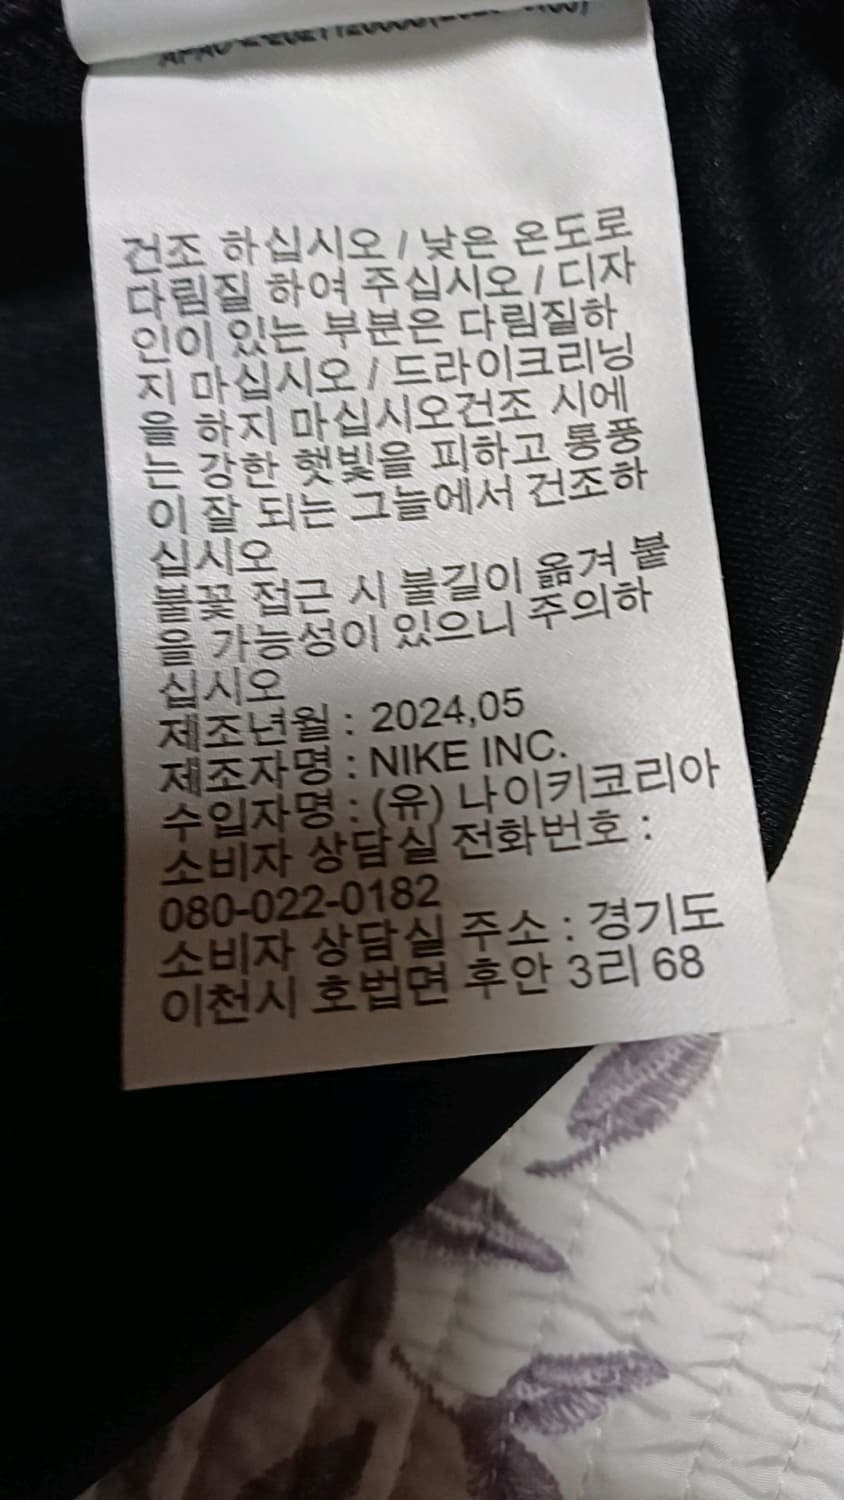 건조 하십시오 / 낮은 온도로
다림질 하여 주십시오 / 디자
인이 있는 부분은 다림질하
지 마십시오 / 드라이크리닝
을 하지 마십시오건조 시에
는 강한 햇빛을 피하고 통풍
이 잘 되는 그늘에서 건조하
십시오
불꽃 접근 시 불길이 옮겨 붙
을 가능성이 있으니 주의하
십시오
제조년월 : 2024,05
제조자명 : NIKE INC.
수입자명 : (유) 나이키코리아
소비자 상담실 전화번호 :
080-022-0182
소비자 상담실 주소 : 경기도
이천시 호법면 후안 3리 68